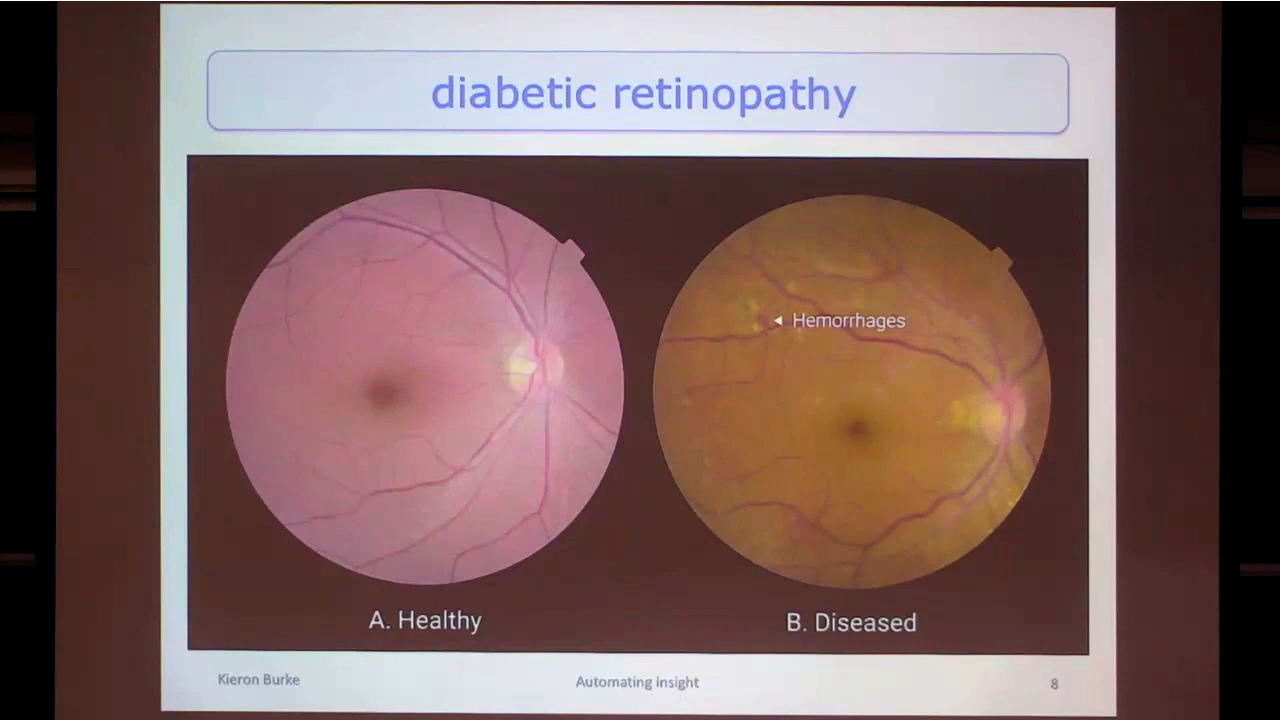 diabetic retinopathy
Hemorrhages
A. Healthy
B. Diseased
Kieron Burke
Automating insight
8